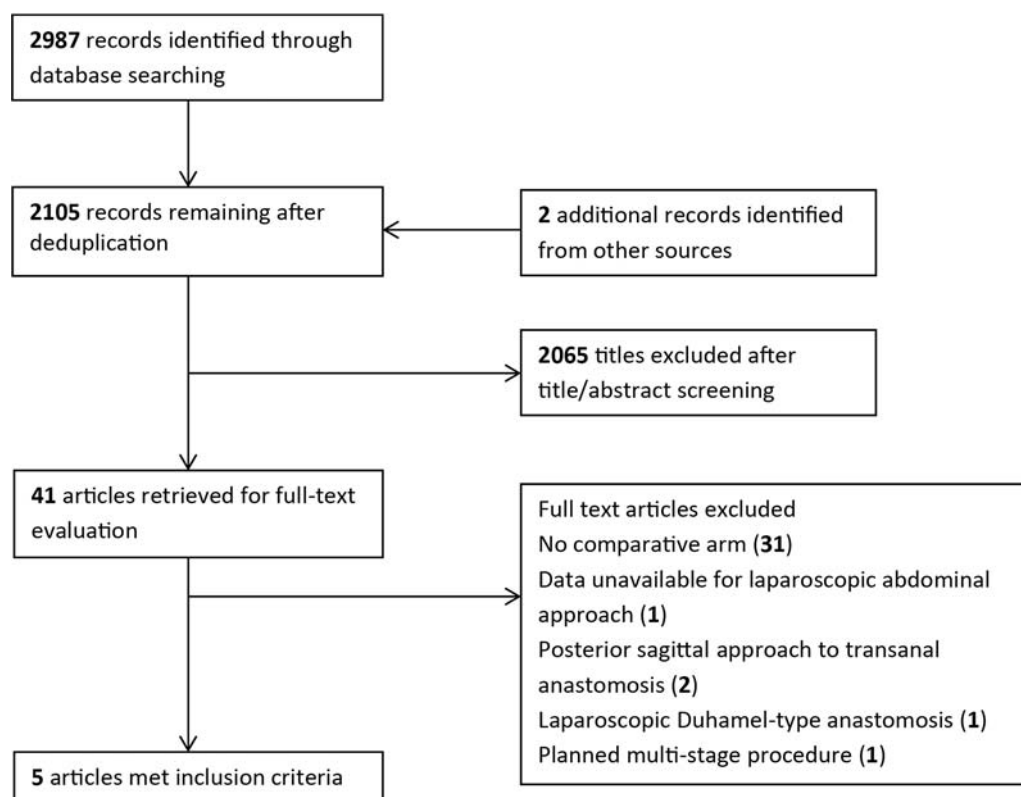 2987 records identified through
database searching
2105 records remaining after
deduplication
2 additional records identified
from other sources
2065 titles excluded after
title/abstract screening
41 articles retrieved for full-text
evaluation
Full text articles excluded
No comparative arm (31)
Data unavailable for laparoscopic abdominal
approach (1)
Posterior sagittal approach to transanal
anastomosis (2)
Laparoscopic Duhamel-type anastomosis (1)
Planned multi-stage procedure (1)
5 articles met inclusion criteria